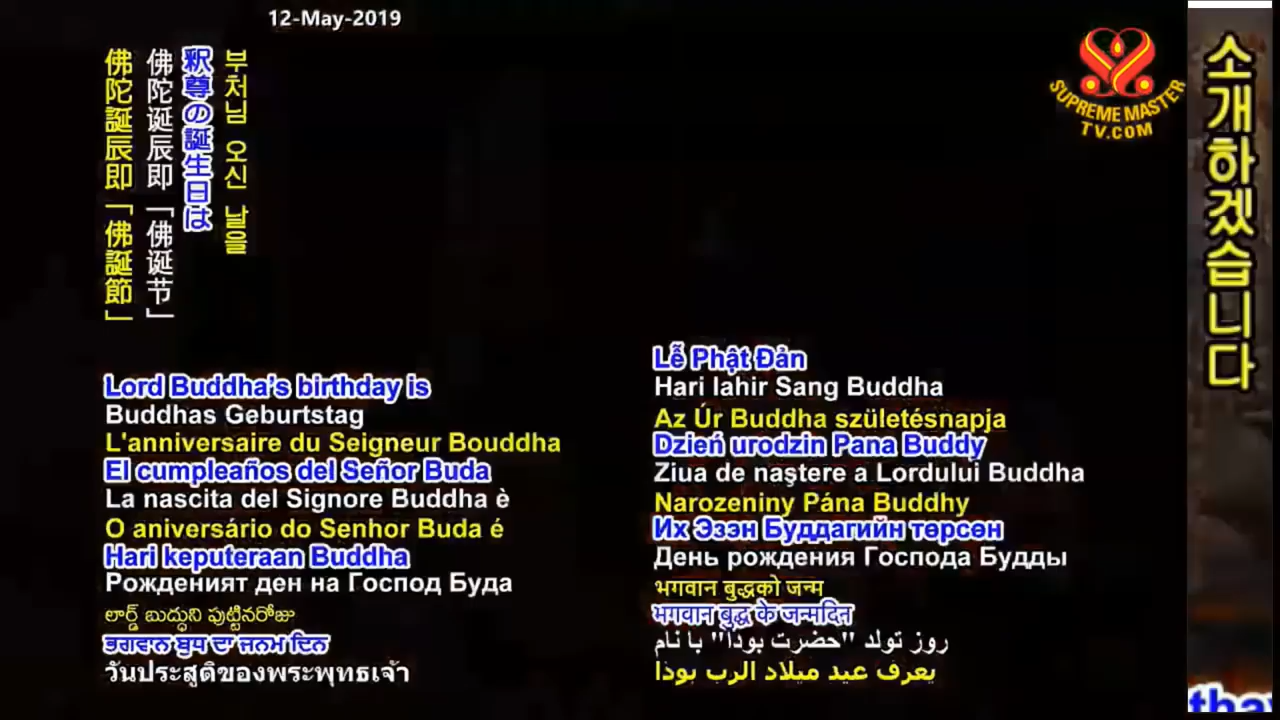 12-May-2019
SUPREME MASTER
TV.COM
佛陀誕辰即「佛誕節」
佛陀诞辰即「佛诞节」
釈尊の誕生日は
부처님 오신 날을
소개하겠습니다
Lord Buddha's birthday is
Buddhas Geburtstag
L'anniversaire du Seigneur Bouddha
El cumpleaños del Señor Buda
La nascita del Signore Buddha è
O aniversário do Senhor Buda é
Hari keputeraan Buddha
Рожденият ден на Господ Буда
లార్డ్ బుద్ధుని పుట్టినరోజు
ਭਗਵਾਨ ਬੁਧ ਦਾ ਜਨਮ ਦਿਨ
วันประสูติของพระพุทธเจ้า
Lễ Phật Đản
Hari lahir Sang Buddha
Az Úr Buddha születésnapja
Dzień urodzin Pana Buddy
Ziua de naştere a Lordului Buddha
Narozeniny Pána Buddhy
Их Эзэн Буддагийн төрсөн
День рождения Господа Будды
भगवान बुद्धको जन्म
भगवान बुद्ध के जन्मदिन
روز تولد "حضرت بودا" با نام
يعرف عيد ميلاد الرب بوذا
tha